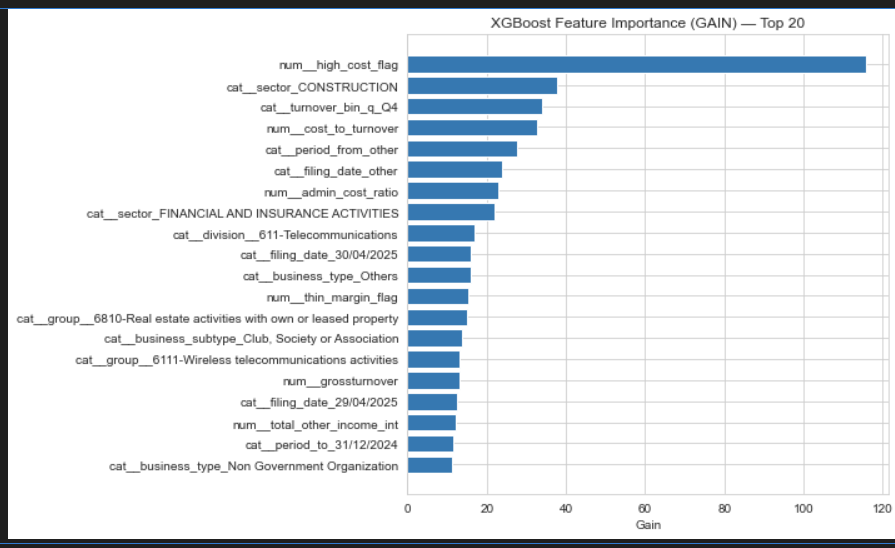 XGBoost Feature Importance (GAIN) — Top 20
num__high_cost_flag
cat__sector_CONSTRUCTION
cat__turnover_bin_q_Q4
num__cost_to_turnover
cat__period_from_other
cat__filing_date_other
num__admin_cost_ratio
cat__sector_FINANCIAL AND INSURANCE ACTIVITIES
cat__division__611-Telecommunications
cat__filing_date_30/04/2025
cat__business_type_Others
num__thin_margin_flag
cat__group__6810-Real estate activities with own or leased property
cat__business_subtype_Club, Society or Association
cat__group__6111-Wireless telecommunications activities
num__grossturnover
cat__filing_date_29/04/2025
num__total_other_income_int
cat__period_to_31/12/2024
cat__business_type_Non Government Organization
0 20 40 60 80 100 120
Gain